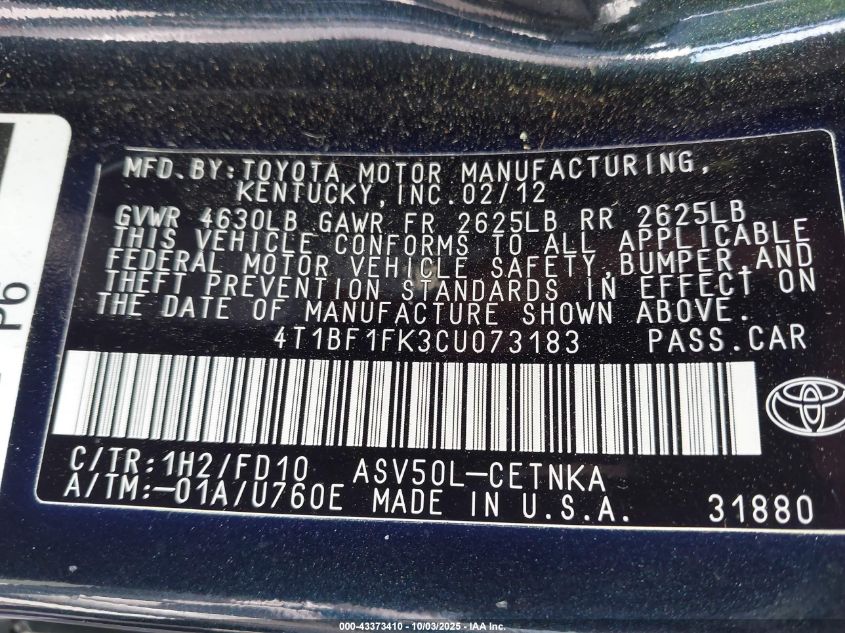 MFD.BY:TOYOTA MOTOR MANUFACTURING,
KENTUCKY,INC.02/12
GVWR 4630LB GAWR FR 2625LB RR 2625LB
THIS VEHICLE CONFORMS TO ALL APPLICABLE
FEDERAL MOTOR VEHICLE SAFETY,BUMPER,AND
THEFT PREVENTION STANDARDS IN EFFECT ON
THE DATE OF MANUFACTURE SHOWN ABOVE.
4T1BF1FK3CU073183 PASS.CAR
C/TR:1H2/FD10 ASV50L-CETNKA
A/TM:-01A/U760E MADE IN U.S.A. 31880
P6
000-43373410 - 10/03/2025 - IAA Inc.